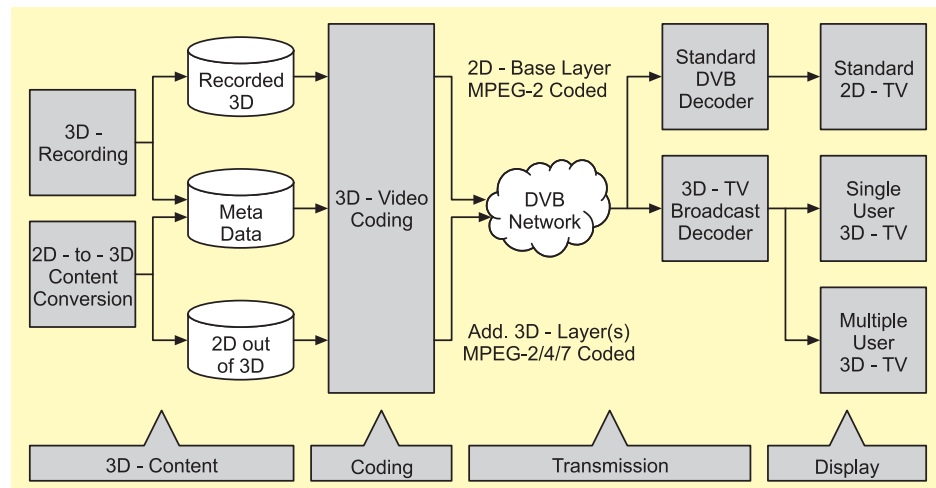 Recorded
3D
3D -
Recording
Meta
Data
2D - to - 3D
Content
Conversion
2D out
of 3D
3D - Video
Coding
2D - Base Layer
MPEG-2 Coded
DVB
Network
Add. 3D - Layer(s)
MPEG-2/4/7 Coded
Standard
DVB
Decoder
Standard
2D - TV
3D - TV
Broadcast
Decoder
Single
User
3D - TV
Multiple
User
3D - TV
3D - Content
Coding
Transmission
Display